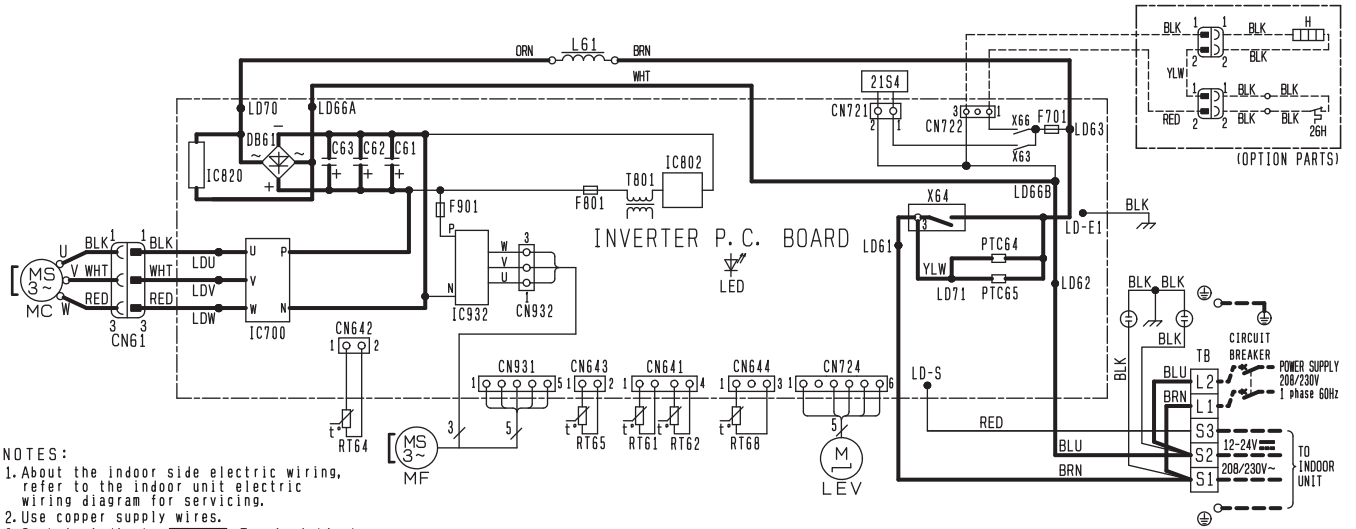 ORN
L61
BRN
WHT
BLK
1 1
BLK
H
BLK
2 2
YLW
1 1
BLK
BLK
RED
2 2
BLK
BLK
26H
(OPTION PARTS)
21S4
CN721
2 1
3 1
CN722
X66
X63
F701
LD63
LD70
LD66A
DB61
− ~ ~ +
C63
C62
C61
+ + +
IC820
F901
F801
T801
IC802
LD66B
X64
3
LD-E1
BLK
INVERTER P.C. BOARD
LED
LD61
PTC64
YLW
LD71
PTC65
LD62
U
BLK
1 1
BLK
LDU
U
P
MS
3~
MC
V
WHT
WHT
LDV
V
W
RED
RED
LDW
W
N
3 3
CN61
IC700
P
N
IC932
W
V
U
3
1
CN932
CN642
1 2
t°
RT64
CN931
1 5
CN643
1 2
t°
RT65
CN641
1 4
t°
RT61
t°
RT62
CN644
1 3
t°
RT68
CN724
1 6
5
M
LEV
3
5
MS
3~
MF
LD-S
RED
BLU
BRN
BLK BLK
BLK
BLK
TB
BLU
BRN
L2
L1
S3
S2
S1
CIRCUIT
BREAKER
POWER SUPPLY
208/230V
1 phase 60Hz
12-24V
208/230V~
TO
INDOOR
UNIT
NOTES:
1. About the indoor side electric wiring,
refer to the indoor unit electric
wiring diagram for servicing.
2. Use copper supply wires.